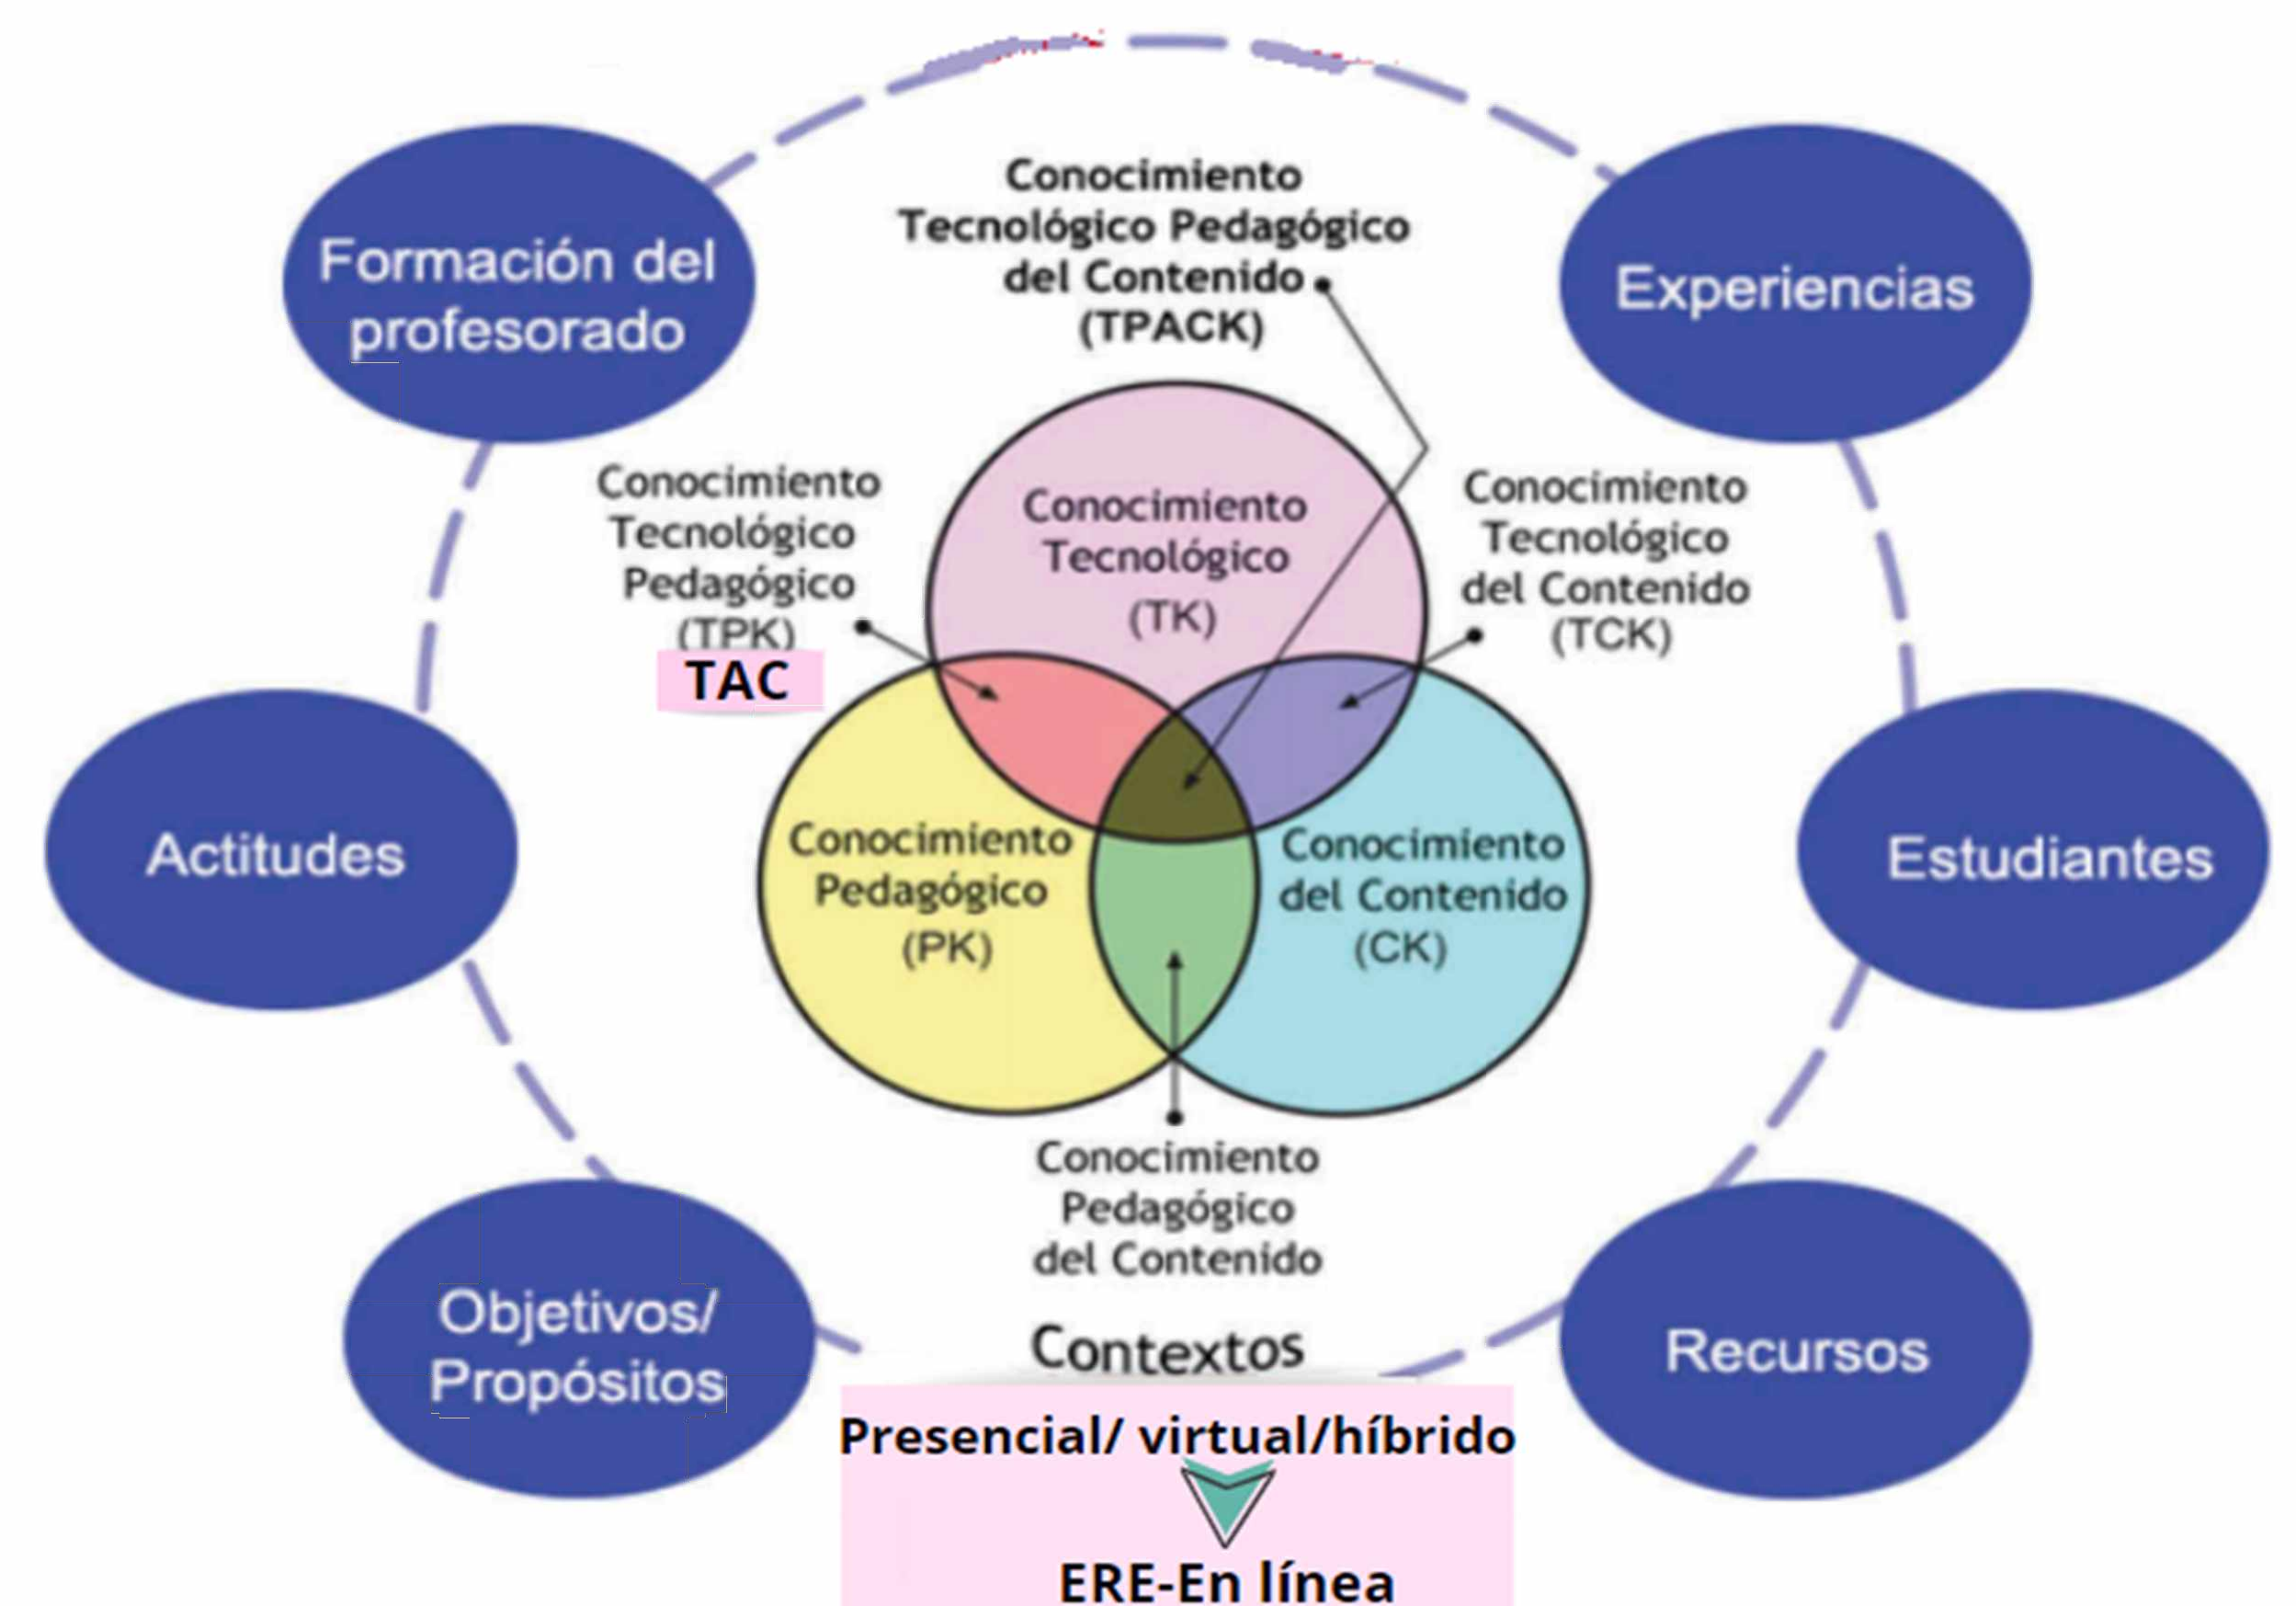 Conocimiento
Tecnológico Pedagógico
del Contenido
(TPACK)
Formación del
profesorado
Experiencias
Conocimiento
Tecnológico
Pedagógico
(TPK)
TAC
Conocimiento
Tecnológico
(TK)
Conocimiento
Tecnológico
del Contenido
(TCK)
Actitudes
Conocimiento
Pedagógico
(PK)
Conocimiento
del Contenido
(CK)
Estudiantes
Conocimiento
Pedagógico
del Contenido
Objetivos/
Propósitos
Contextos
Recursos
Presencial/ virtual/híbrido
ERE-En línea